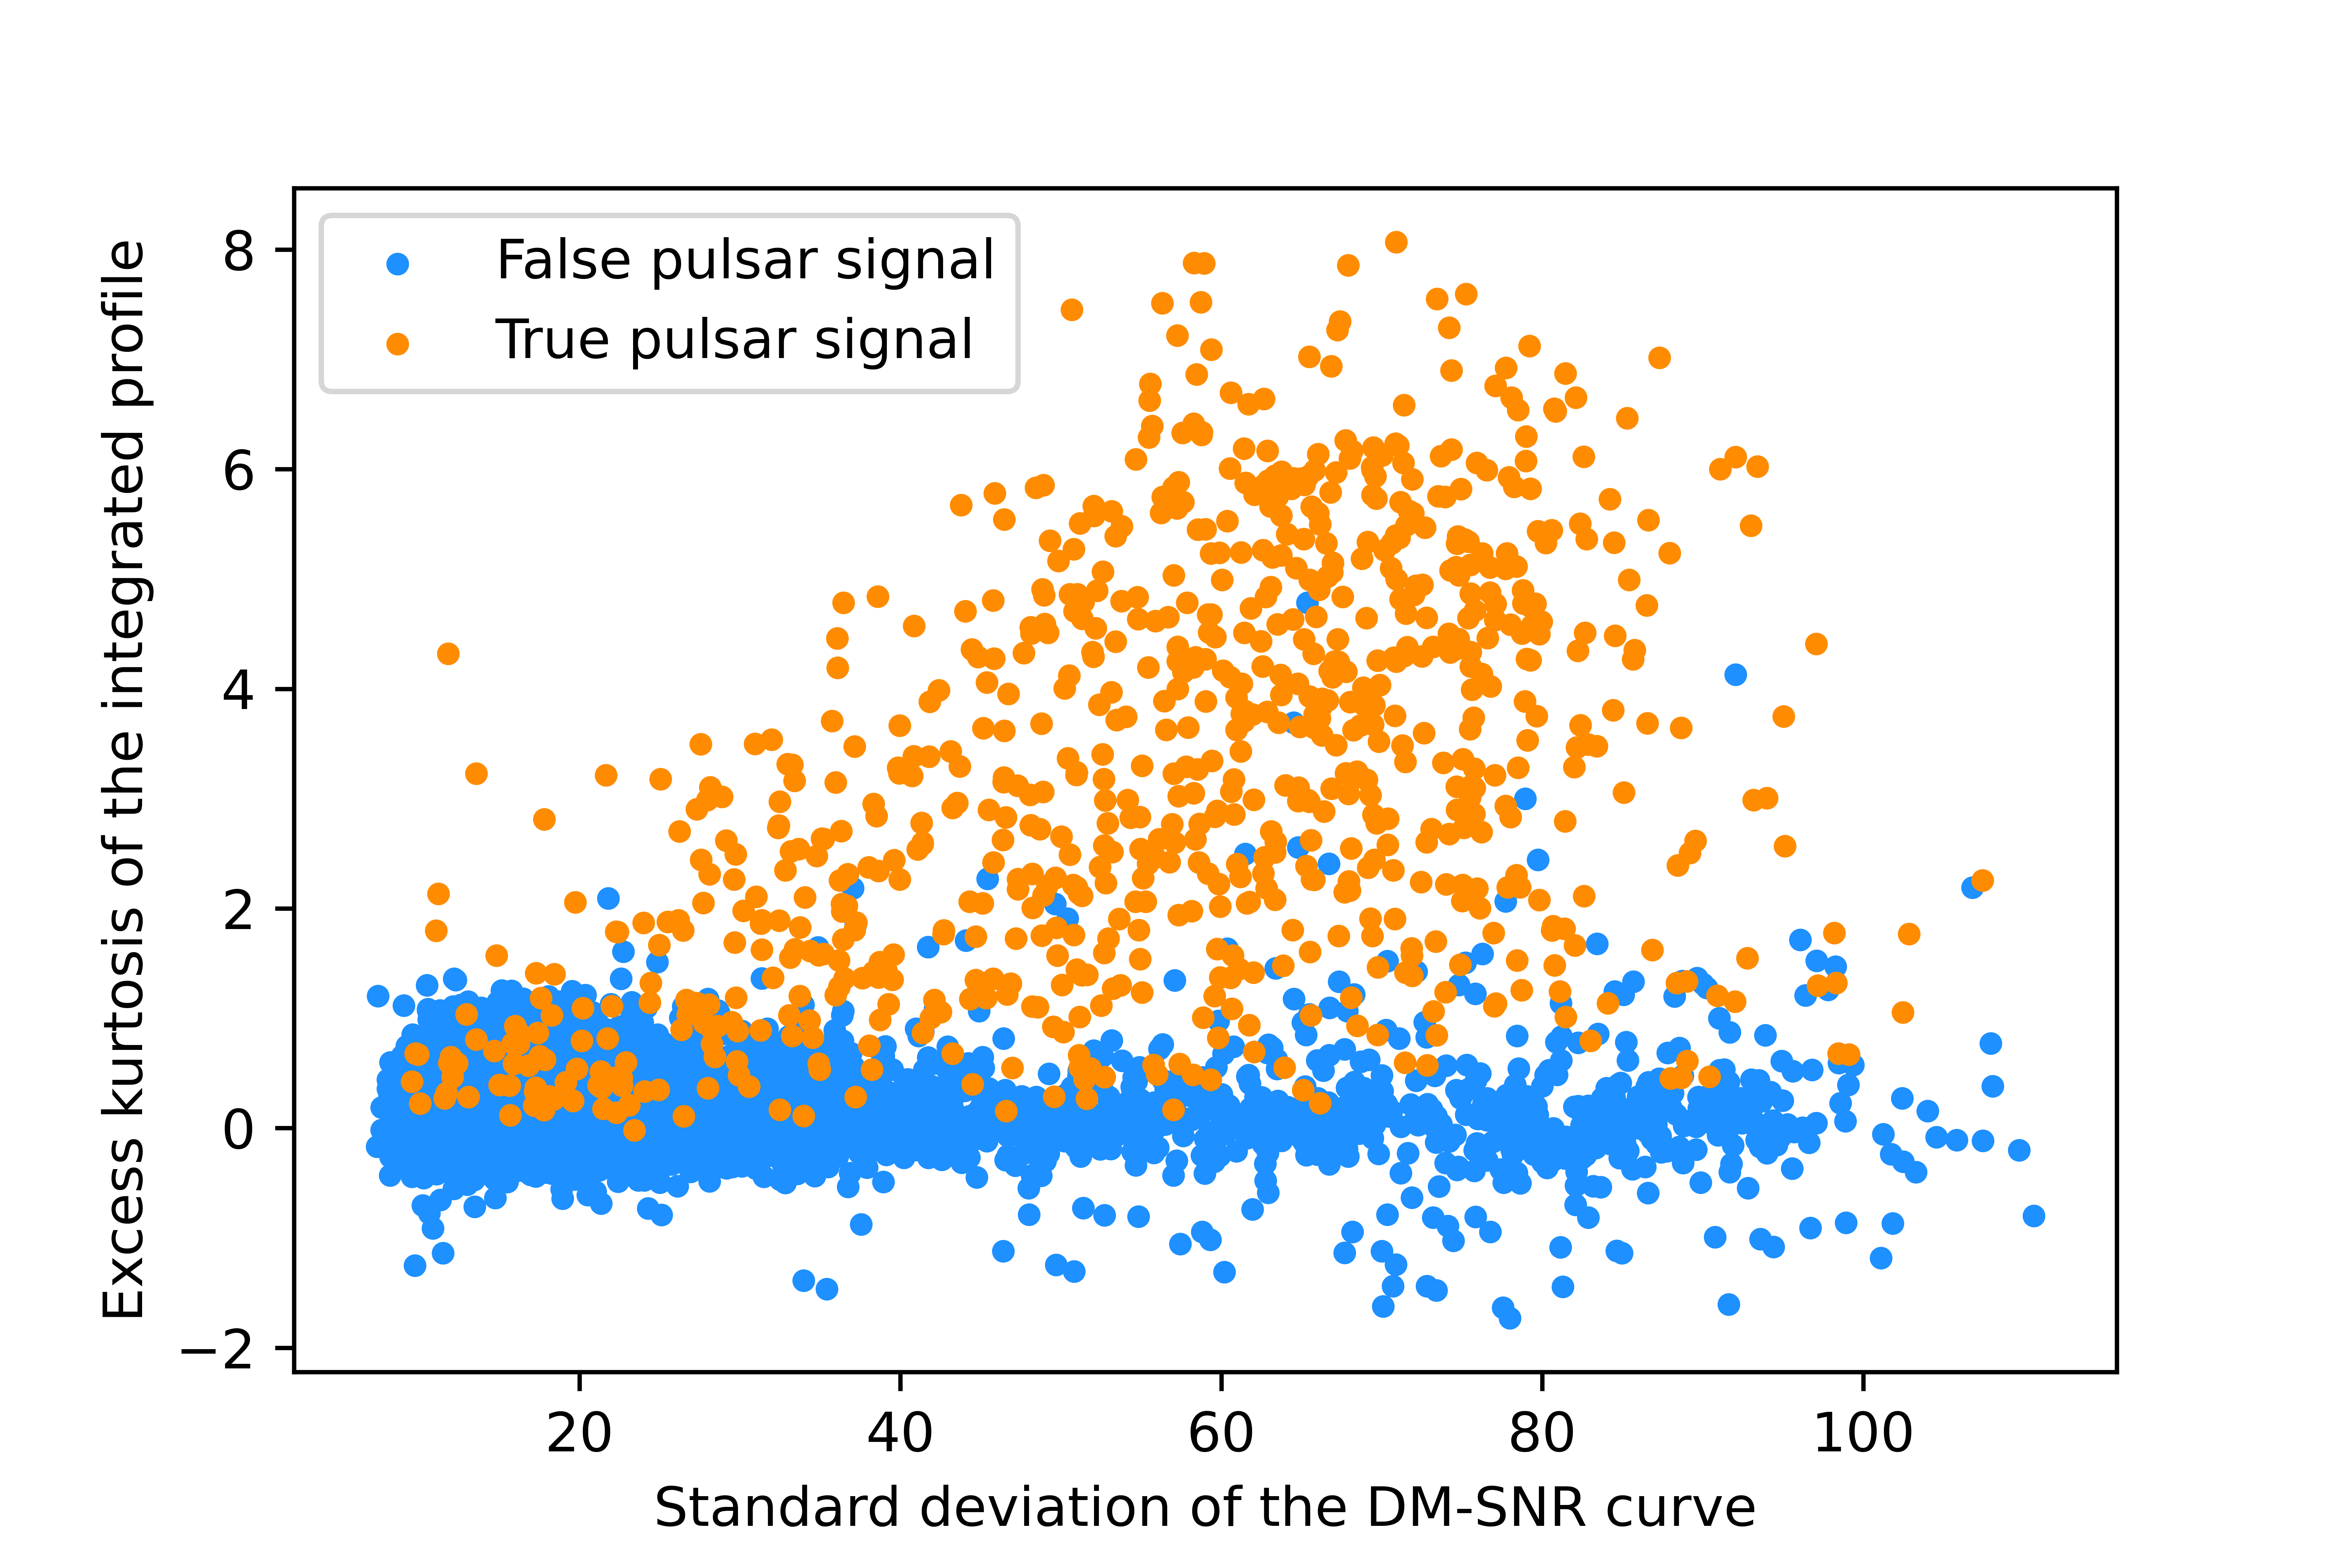 False pulsar signal
True pulsar signal
Excess kurtosis of the integrated profile
8
6
4
2
0
−2
20 40 60 80 100
Standard deviation of the DM-SNR curve